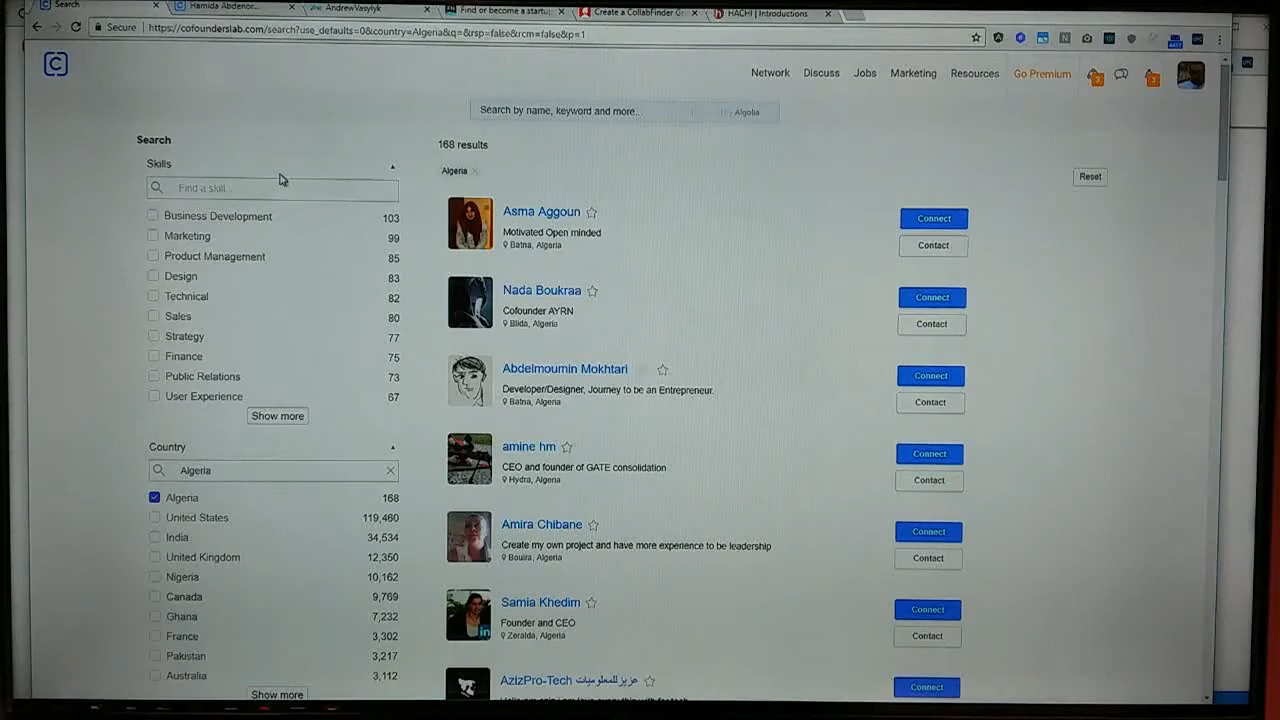 Search
Hamida Abdenor...
AndrewVasylyk
Find or become a startu
Create a CollabFinder Gr
HACHI | Introductions
Secure
https://cofounderslab.com/search?use_defaults=0&country=Algeria&q=&rsp=false&rcm=false&p=1
C
Network
Discuss
Jobs
Marketing
Resources
Go Premium
Search by name, keyword and more...
Algolia
Search
Skills
Find a skill...
Business Development 103
Marketing 99
Product Management 85
Design 83
Technical 82
Sales 80
Strategy 77
Finance 75
Public Relations 73
User Experience 67
Show more
Country
Algeria
Algeria 168
United States 119,460
India 34,534
United Kingdom 12,350
Nigeria 10,162
Canada 9,769
Ghana 7,232
France 3,302
Pakistan 3,217
Australia 3,112
Show more
168 results
Algeria
Reset
Asma Aggoun
Motivated Open minded
Batna, Algeria
Connect
Contact
Nada Boukraa
Cofounder AYRN
Blida, Algeria
Connect
Contact
Abdelmoumin Mokhtari
Developer/Designer, Journey to be an Entrepreneur.
Batna, Algeria
Connect
Contact
amine hm
CEO and founder of GATE consolidation
Hydra, Algeria
Connect
Contact
Amira Chibane
Create my own project and have more experience to be leadership
Bouira, Algeria
Connect
Contact
Samia Khedim
Founder and CEO
Zeralda, Algeria
in
Connect
Contact
AzizPro-Tech عزيز للمعلوميات
Connect